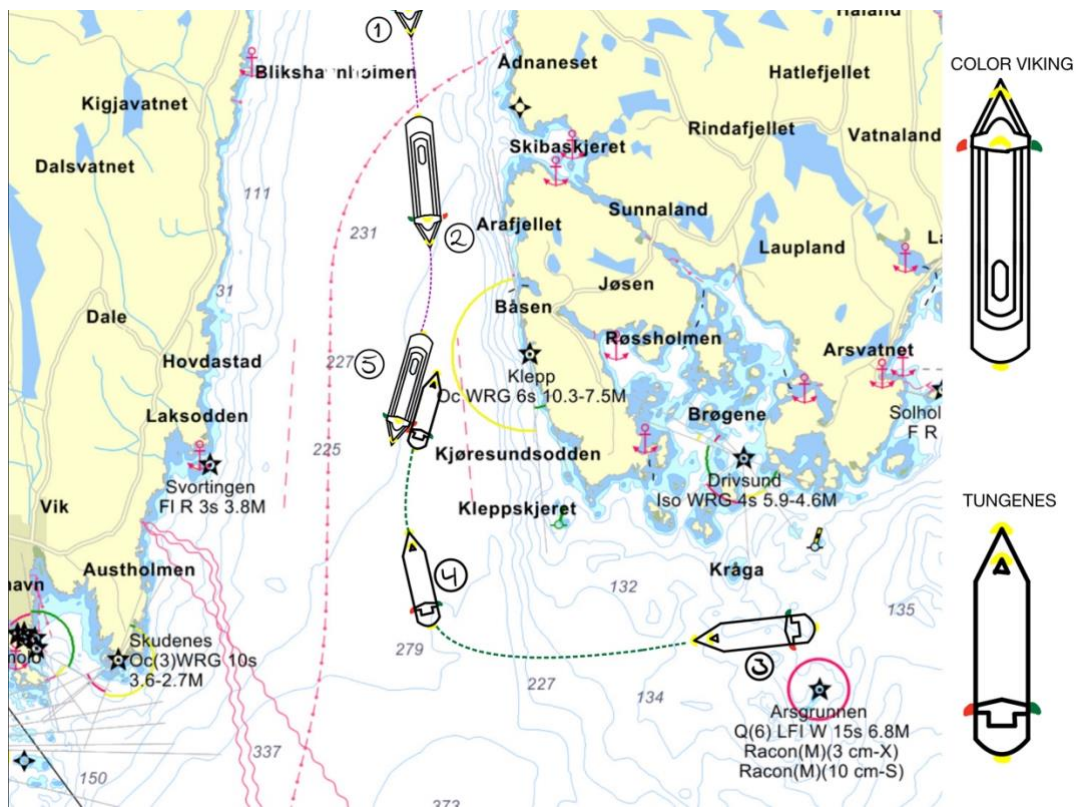 Haland
①
Adnaneset
COLOR VIKING
Blikshavnholmen
Hatlefjellet
Kigjavatnet
Rindafjellet
Vatnaland
Skibaskjeret
Dalsvatnet
111
Sunnaland
231
②
Arafjellet
Laupland
La
31
Jøsen
Båsen
Dale
Røssholmen
Arsvatnet
Hovdastad
227
⑤
Klepp
Oc WRG 6s 10.3-7.5M
Laksodden
Brøgene
Solhol
F R
225
Kjøresundsodden
Drivsund
Iso WRG 4s 5.9-4.6M
Svortingen
Fl R 3s 3.8M
TUNGENES
Vik
Kleppskjeret
Austholmen
④
Kråga
132
135
havn
Skudenes
Oc(3)WRG 10s
3.6-2.7M
279
③
227
134
Arsgrunnen
Q(6) LFl W 15s 6.8M
Racon(M)(3 cm-X)
Racon(M)(10 cm-S)
337
150
373